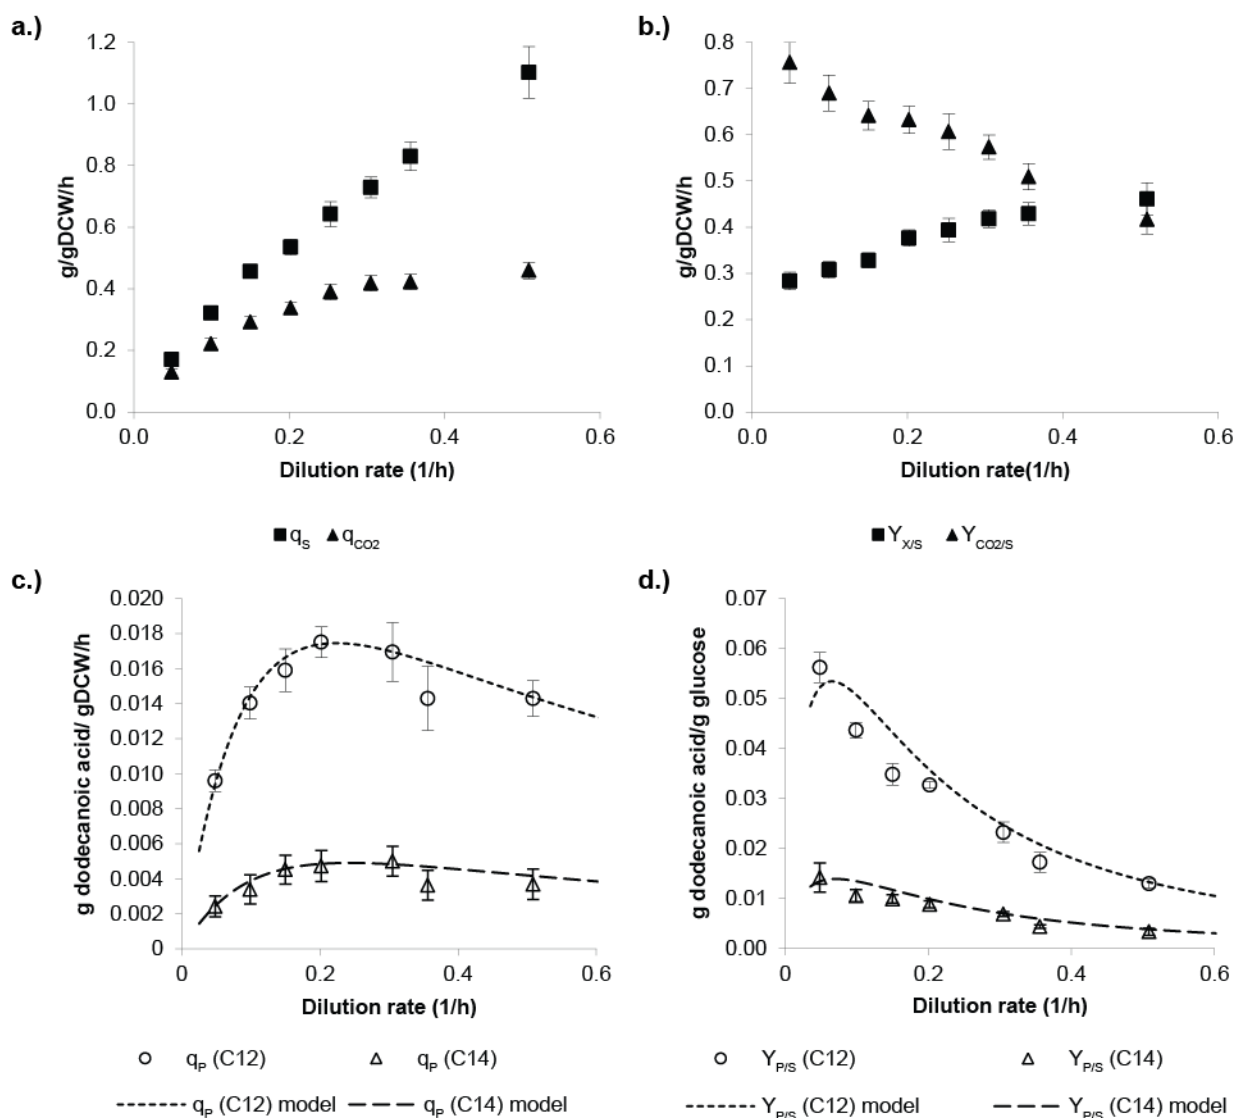 a.)
g/gDCW/h
1.2
1.0
0.8
0.6
0.4
0.2
0.0
0.0 0.2 0.4 0.6
Dilution rate (1/h)
■ qS ▲ qCO2
b.)
g/gDCW/h
0.8
0.7
0.6
0.5
0.4
0.3
0.2
0.1
0.0
0.0 0.2 0.4 0.6
Dilution rate(1/h)
■ YX/S ▲ YCO2/S
c.)
g dodecanoic acid/ gDCW/h
0.020
0.018
0.016
0.014
0.012
0.010
0.008
0.006
0.004
0.002
0
0 0.2 0.4 0.6
Dilution rate (1/h)
qP (C12) qP (C14)
qP (C12) model qP (C14) model
d.)
g dodecanoic acid/g glucose
0.07
0.06
0.05
0.04
0.03
0.02
0.01
0.00
0 0.2 0.4 0.6
Dilution rate (1/h)
YP/S (C12) YP/S (C14)
YP/S (C12) model YP/S (C14) model